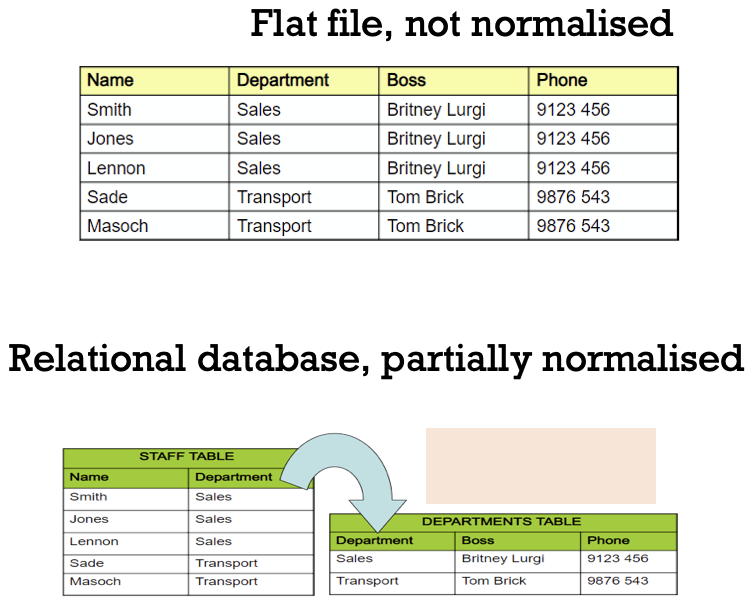 Flat file, not normalised
Name Department Boss Phone
Smith Sales Britney Lurgi 9123 456
Jones Sales Britney Lurgi 9123 456
Lennon Sales Britney Lurgi 9123 456
Sade Transport Tom Brick 9876 543
Masoch Transport Tom Brick 9876 543
Relational database, partially normalised
STAFF TABLE
Name Department
Smith Sales
Jones Sales
Lennon Sales
Sade Transport
Masoch Transport
DEPARTMENTS TABLE
Department Boss Phone
Sales Britney Lurgi 9123 456
Transport Tom Brick 9876 543